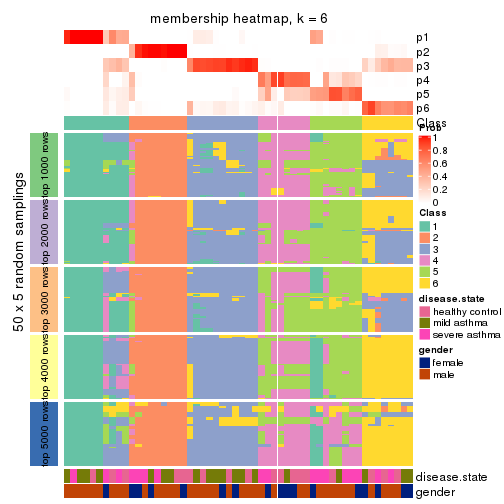 membership heatmap, k = 6
p1
p2
p3
p4
p5
p6
Class
Prob
1
0.8
0.6
0.4
0.2
0
Class
1
2
3
4
5
6
disease.state
healthy control
mild asthma
severe asthma
gender
female
male
50 x 5 random samplings
top 1000 rows
top 2000 rows
top 3000 rows
top 4000 rows
top 5000 rows
disease.state
gender